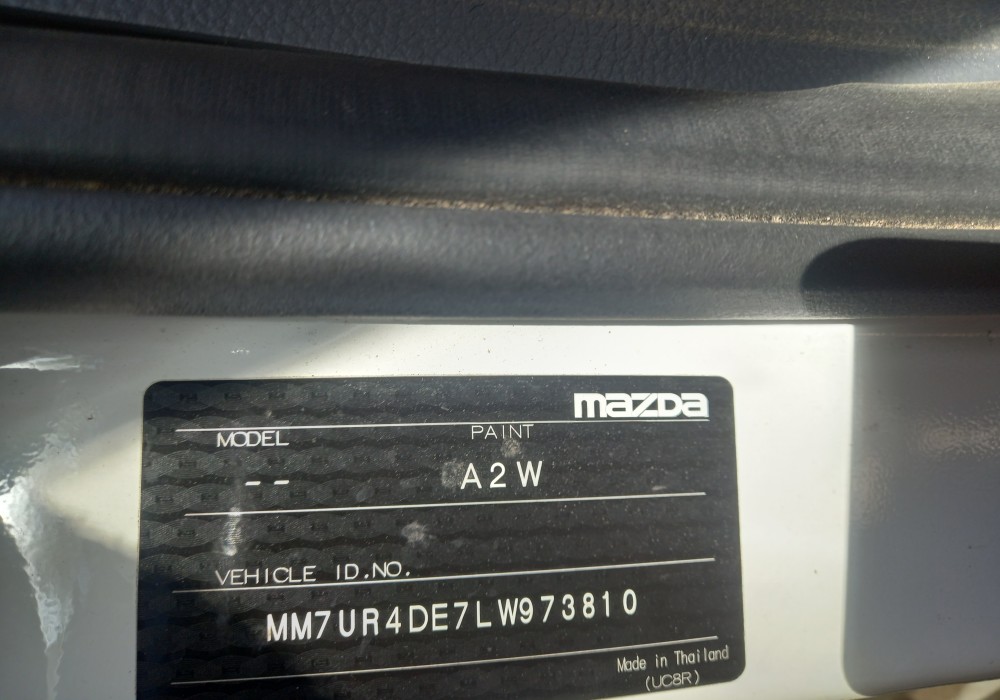 mazda
MODEL PAINT
-- A2W
VEHICLE ID.NO.
MM7UR4DE7LW973810
Made in Thailand
(UC8R)